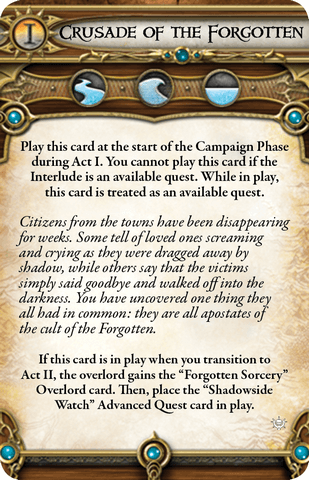 I
Crusade of the Forgotten
Play this card at the start of the Campaign Phase
during Act I. You cannot play this card if the
Interlude is an available quest. While in play,
this card is treated as an available quest.
Citizens from the towns have been disappearing
for weeks. Some tell of loved ones screaming
and crying as they were dragged away by
shadow, while others say that the victims
simply said goodbye and walked off into the
darkness. You have uncovered one thing they
all had in common: they are all apostates of
the cult of the Forgotten.
If this card is in play when you transition to
Act II, the overlord gains the “Forgotten Sorcery”
Overlord card. Then, place the “Shadowside
Watch” Advanced Quest card in play.